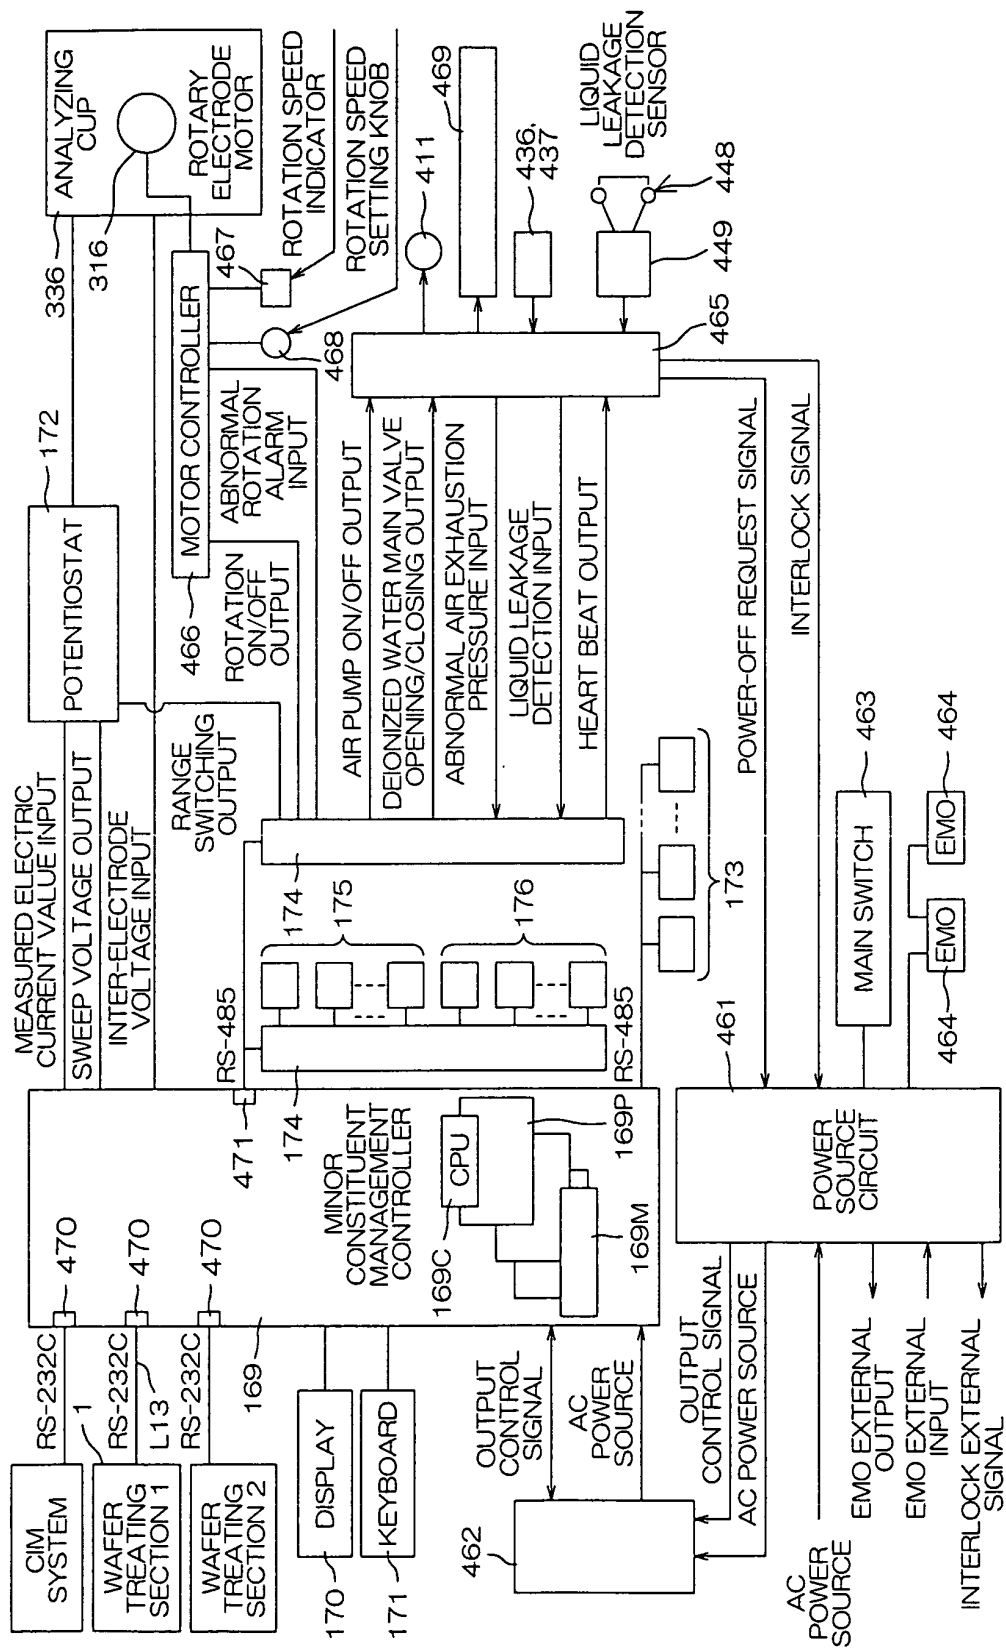 CIM
SYSTEM
RS-232C
470
1
WAFER
TREATING
SECTION 1
RS-232C
470
L13
WAFER
TREATING
SECTION 2
RS-232C
470
169
170
DISPLAY
171
KEYBOARD
OUTPUT
CONTROL
SIGNAL
AC
POWER
SOURCE
462
MINOR
CONSTITUENT
MANAGEMENT
CONTROLLER
169C
CPU
169P
169M
471
RS-485
174
175
176
174
RS-485
173
MEASURED ELECTRIC
CURRENT VALUE INPUT
SWEEP VOLTAGE OUTPUT
INTER-ELECTRODE
VOLTAGE INPUT
RANGE
SWITCHING
OUTPUT
POTENTIOSTAT
172
466
MOTOR CONTROLLER
ROTATION
ON/OFF
OUTPUT
ABNORMAL
ROTATION
ALARM
INPUT
336
ANALYZING
CUP
316
ROTARY
ELECTRODE
MOTOR
467
468
ROTATION SPEED
INDICATOR
ROTATION SPEED
SETTING KNOB
AIR PUMP ON/OFF OUTPUT
DEIONIZED WATER MAIN VALVE
OPENING/CLOSING OUTPUT
ABNORMAL AIR EXHAUSTION
PRESSURE INPUT
LIQUID LEAKAGE
DETECTION INPUT
HEART BEAT OUTPUT
411
469
436,
437
LIQUID
LEAKAGE
DETECTION
SENSOR
448
449
465
POWER-OFF REQUEST SIGNAL
INTERLOCK SIGNAL
461
POWER
SOURCE
CIRCUIT
MAIN SWITCH
463
464
EMO
EMO
464
OUTPUT
CONTROL SIGNAL
AC POWER SOURCE
AC
POWER
SOURCE
EMO EXTERNAL
OUTPUT
EMO EXTERNAL
INPUT
INTERLOCK EXTERNAL
SIGNAL